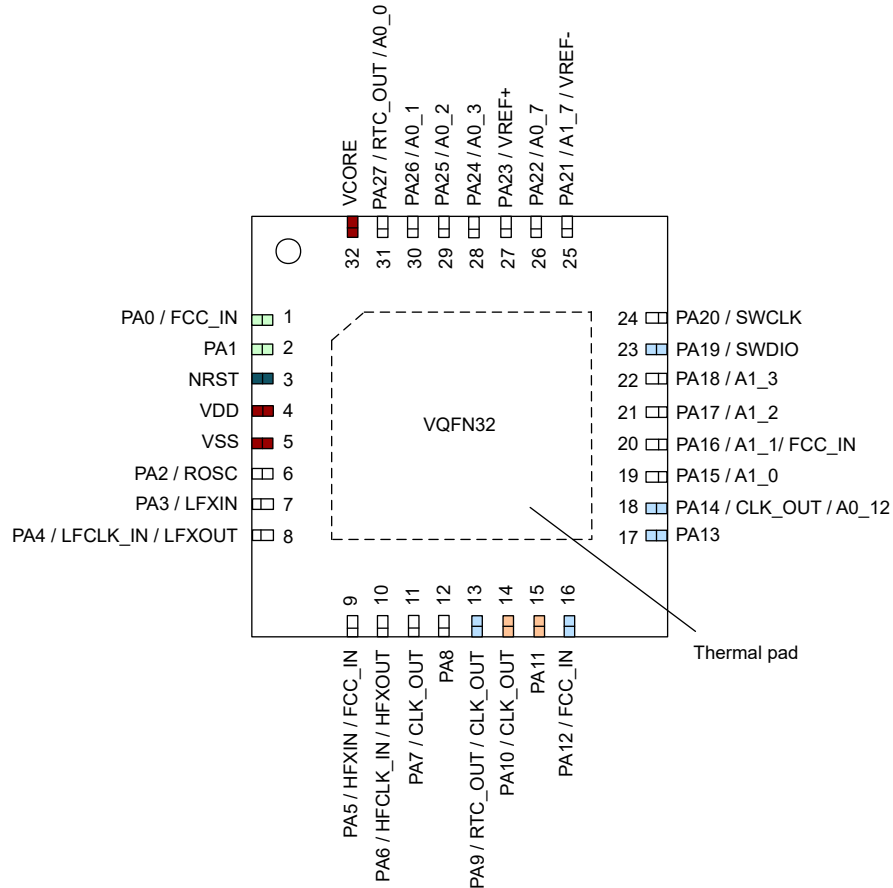 VCORE
PA27 / RTC_OUT / A0_0
PA26 / A0_1
PA25 / A0_2
PA24 / A0_3
PA23 / VREF+
PA22 / A0_7
PA21 / A1_7 / VREF-
32
31
30
29
28
27
26
25
PA0 / FCC_IN 1
PA1 2
NRST 3
VDD 4
VSS 5
PA2 / ROSC 6
PA3 / LFXIN 7
PA4 / LFCLK_IN / LFXOUT 8
VQFN32
24 PA20 / SWCLK
23 PA19 / SWDIO
22 PA18 / A1_3
21 PA17 / A1_2
20 PA16 / A1_1/ FCC_IN
19 PA15 / A1_0
18 PA14 / CLK_OUT / A0_12
17 PA13
9
10
11
12
13
14
15
16
PA5 / HFXIN / FCC_IN
PA6 / HFCLK_IN / HFXOUT
PA7 / CLK_OUT
PA8
PA9 / RTC_OUT / CLK_OUT
PA10 / CLK_OUT
PA11
PA12 / FCC_IN
Thermal pad